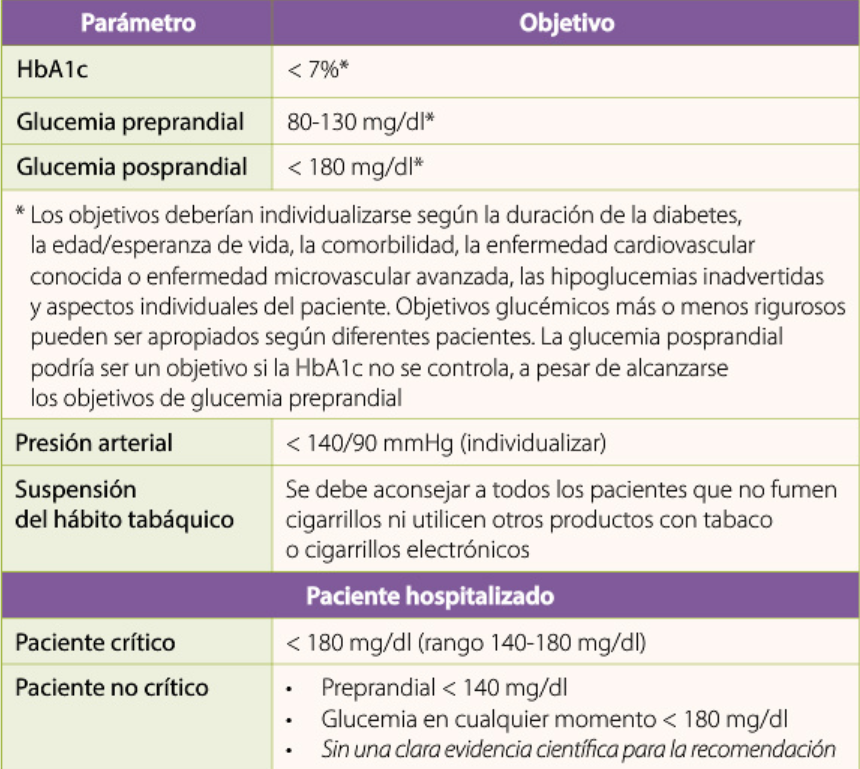 Parámetro Objetivo
HbA1c < 7%*
Glucemia preprandial 80-130 mg/dl*
Glucemia posprandial < 180 mg/dl*
* Los objetivos deberían individualizarse según la duración de la diabetes,
la edad/esperanza de vida, la comorbilidad, la enfermedad cardiovascular
conocida o enfermedad microvascular avanzada, las hipoglucemias inadvertidas
y aspectos individuales del paciente. Objetivos glucémicos más o menos rigurosos
pueden ser apropiados según diferentes pacientes. La glucemia posprandial
podría ser un objetivo si la HbA1c no se controla, a pesar de alcanzarse
los objetivos de glucemia preprandial
Presión arterial < 140/90 mmHg (individualizar)
Suspensión
del hábito tabáquico
Se debe aconsejar a todos los pacientes que no fumen
cigarrillos ni utilicen otros productos con tabaco
o cigarrillos electrónicos
Paciente hospitalizado
Paciente crítico < 180 mg/dl (rango 140-180 mg/dl)
Paciente no crítico
• Preprandial < 140 mg/dl
• Glucemia en cualquier momento < 180 mg/dl
• Sin una clara evidencia científica para la recomendación